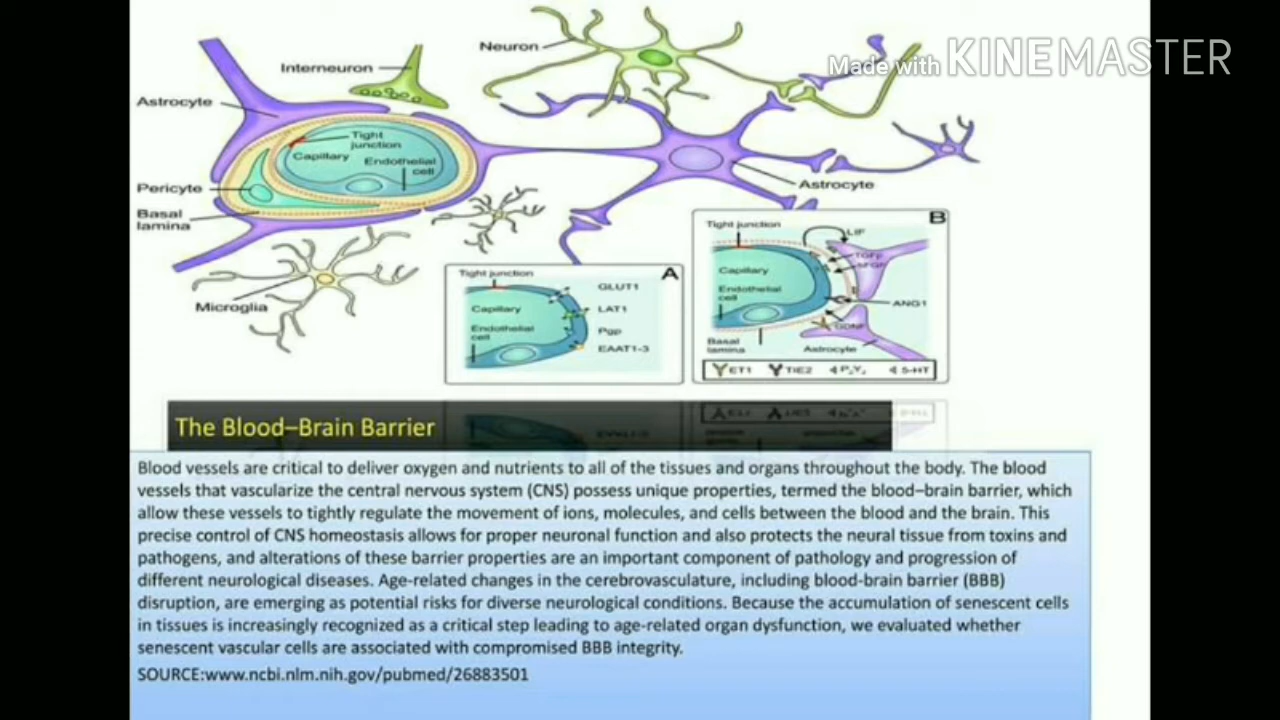 Made with KINEMASTER
Neuron
Interneuron
Astrocyte
Tight
junction
Capillary
Endothelial
cell
Pericyte
Basal
lamina
Astrocyte
Microglia
A
Tight junction
GLUT1
Capillary
LAT1
Endothelial
cell
Pgp
EAAT1-3
B
Tight junction
LIF
TGFβ
bFGF
Capillary
Endothelial
cell
ANG1
GDNF
Basal
lamina
Astrocyte
ET1 TIE2 P₂Y₂ 5-HT
The Blood–Brain Barrier
Blood vessels are critical to deliver oxygen and nutrients to all of the tissues and organs throughout the body. The blood
vessels that vascularize the central nervous system (CNS) possess unique properties, termed the blood–brain barrier, which
allow these vessels to tightly regulate the movement of ions, molecules, and cells between the blood and the brain. This
precise control of CNS homeostasis allows for proper neuronal function and also protects the neural tissue from toxins and
pathogens, and alterations of these barrier properties are an important component of pathology and progression of
different neurological diseases. Age-related changes in the cerebrovasculature, including blood-brain barrier (BBB)
disruption, are emerging as potential risks for diverse neurological conditions. Because the accumulation of senescent cells
in tissues is increasingly recognized as a critical step leading to age-related organ dysfunction, we evaluated whether
senescent vascular cells are associated with compromised BBB integrity.
SOURCE:www.ncbi.nlm.nih.gov/pubmed/26883501